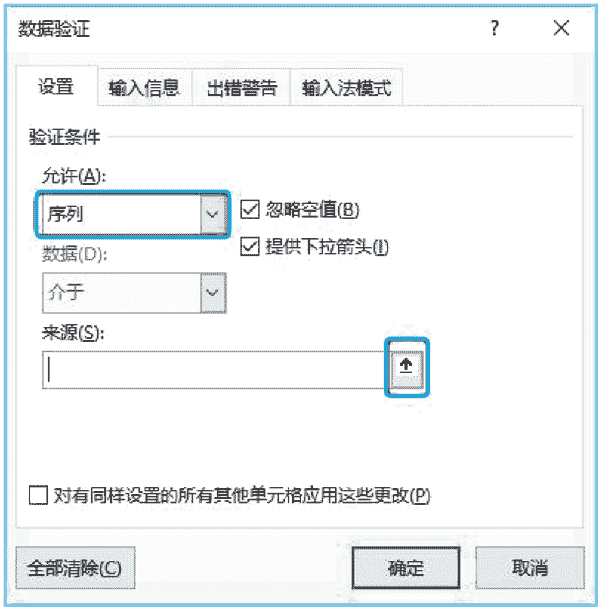 数据验证 ?
设置 输入信息 出错警告 输入法模式
验证条件
允许(A):
序列 忽略空值(B)
数据(D): 提供下拉箭头(I)
介于
来源(S):
对有同样设置的所有其他单元格应用这些更改(P)
全部清除(C) 确定 取消